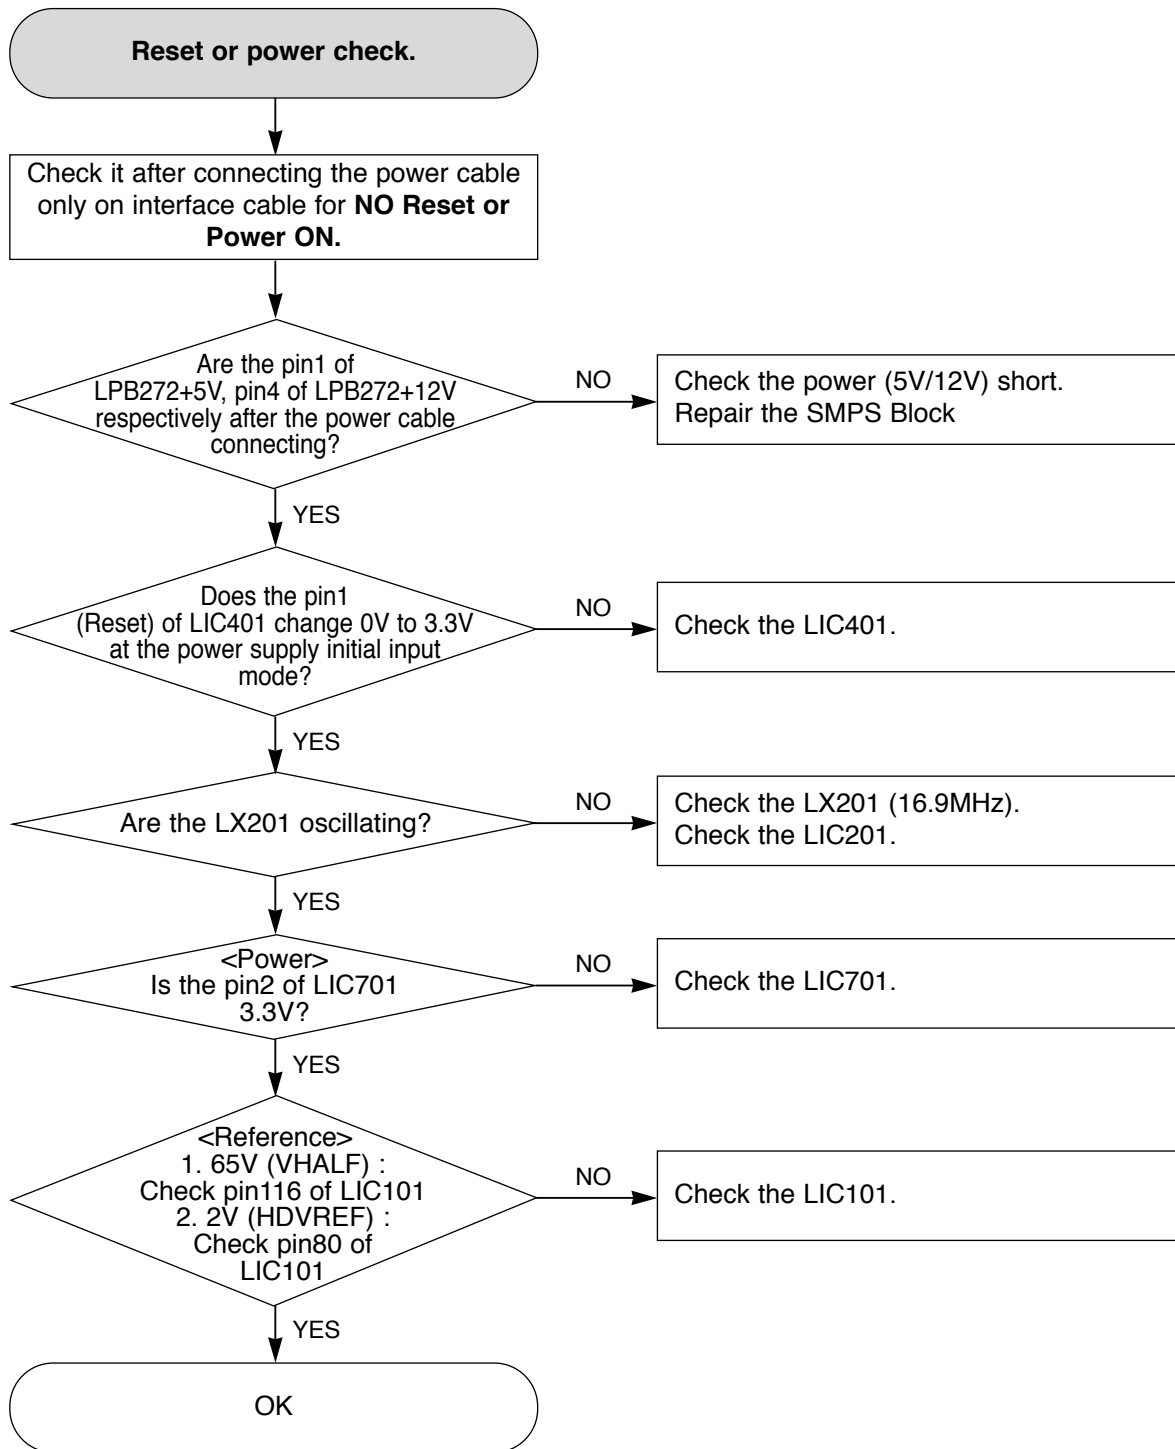 Reset or power check.
Check it after connecting the power cable
only on interface cable for NO Reset or
Power ON.
Are the pin1 of
LPB272+5V, pin4 of LPB272+12V
respectively after the power cable
connecting?
NO
Check the power (5V/12V) short.
Repair the SMPS Block
YES
Does the pin1
(Reset) of LIC401 change 0V to 3.3V
at the power supply initial input
mode?
NO
Check the LIC401.
YES
Are the LX201 oscillating?
NO
Check the LX201 (16.9MHz).
Check the LIC201.
YES
<Power>
Is the pin2 of LIC701
3.3V?
NO
Check the LIC701.
YES
<Reference>
1. 65V (VHALF) :
Check pin116 of LIC101
2. 2V (HDVREF) :
Check pin80 of
LIC101
NO
Check the LIC101.
YES
OK